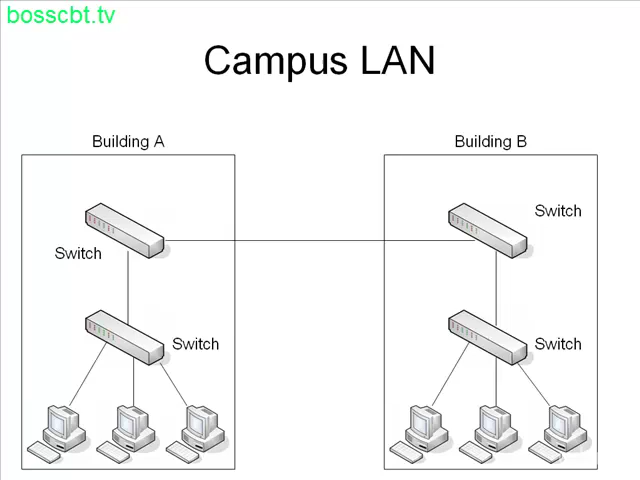 bosscbt.tv
Campus LAN
Building A
Building B
Switch
Switch
Switch
Switch